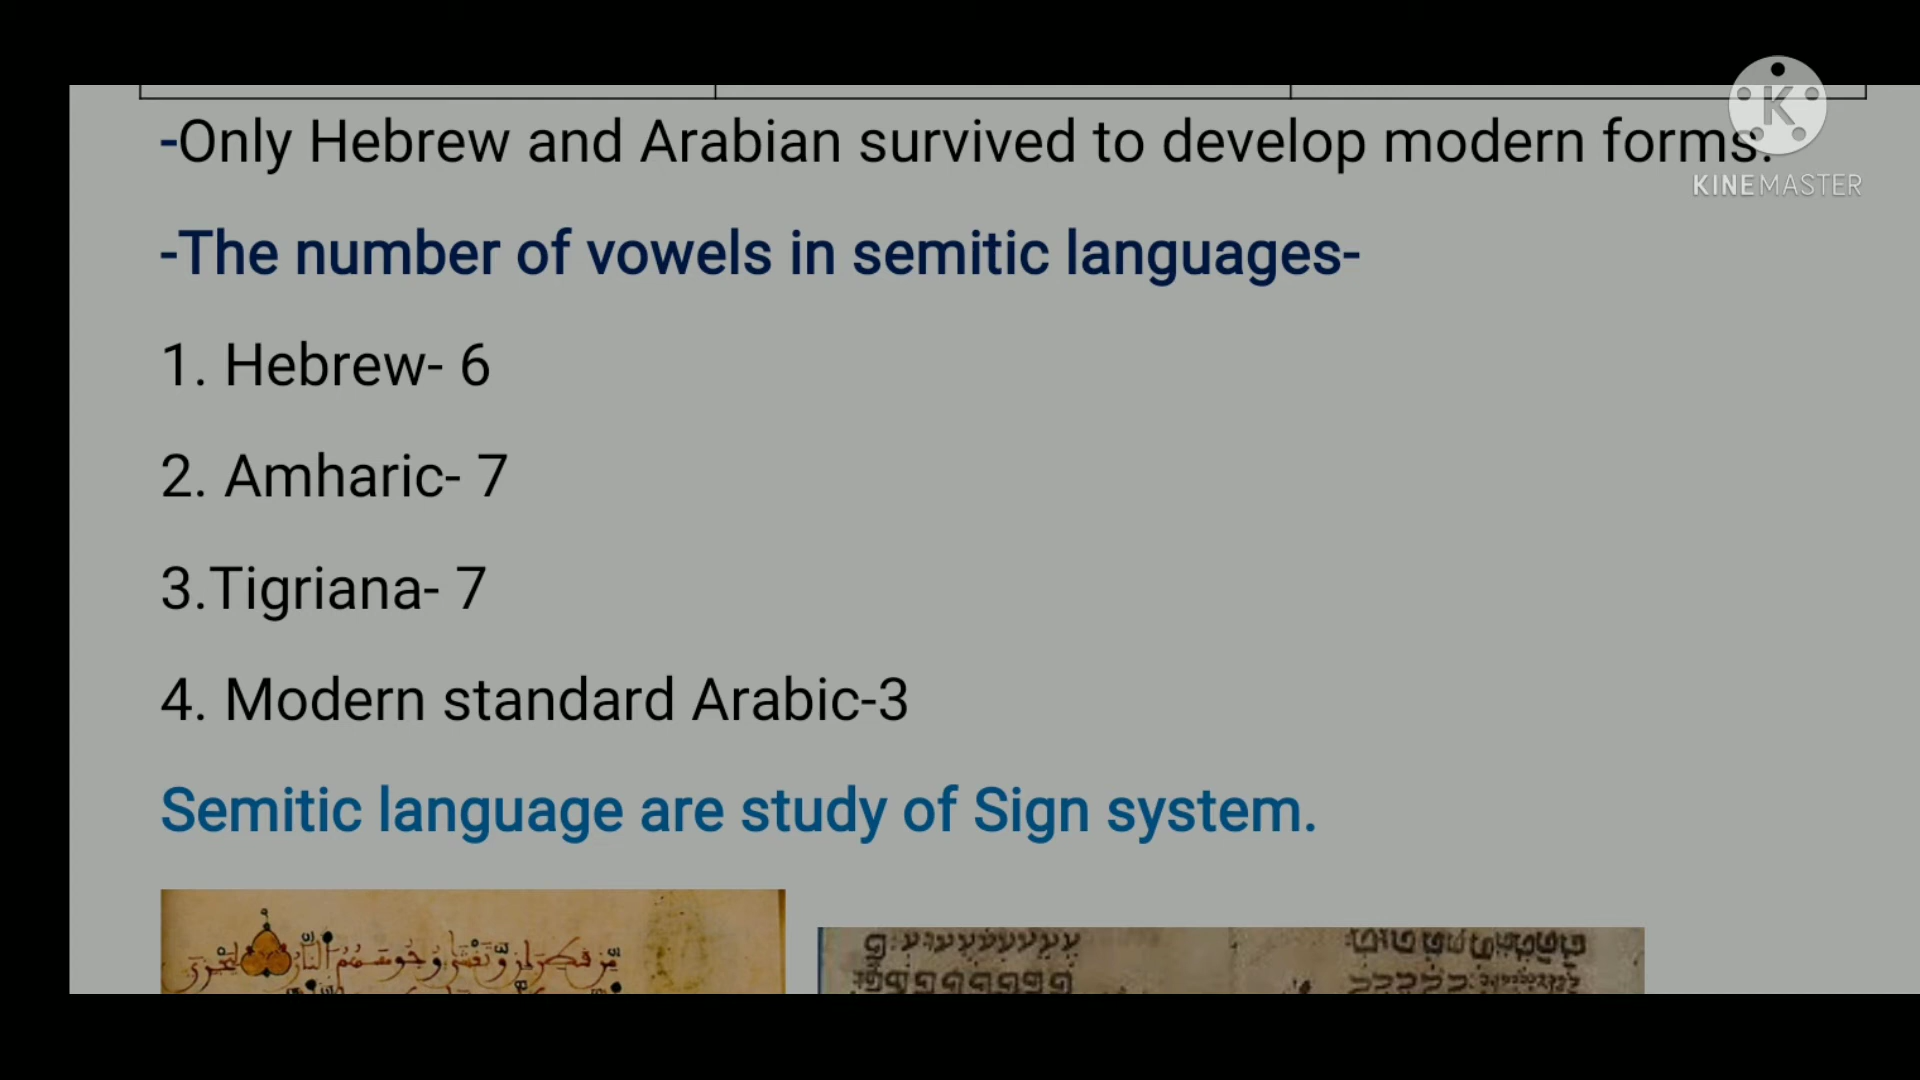 -Only Hebrew and Arabian survived to develop modern forms.
KINEMASTER
-The number of vowels in semitic languages-
1. Hebrew- 6
2. Amharic- 7
3.Tigriana- 7
4. Modern standard Arabic-3
Semitic language are study of Sign system.